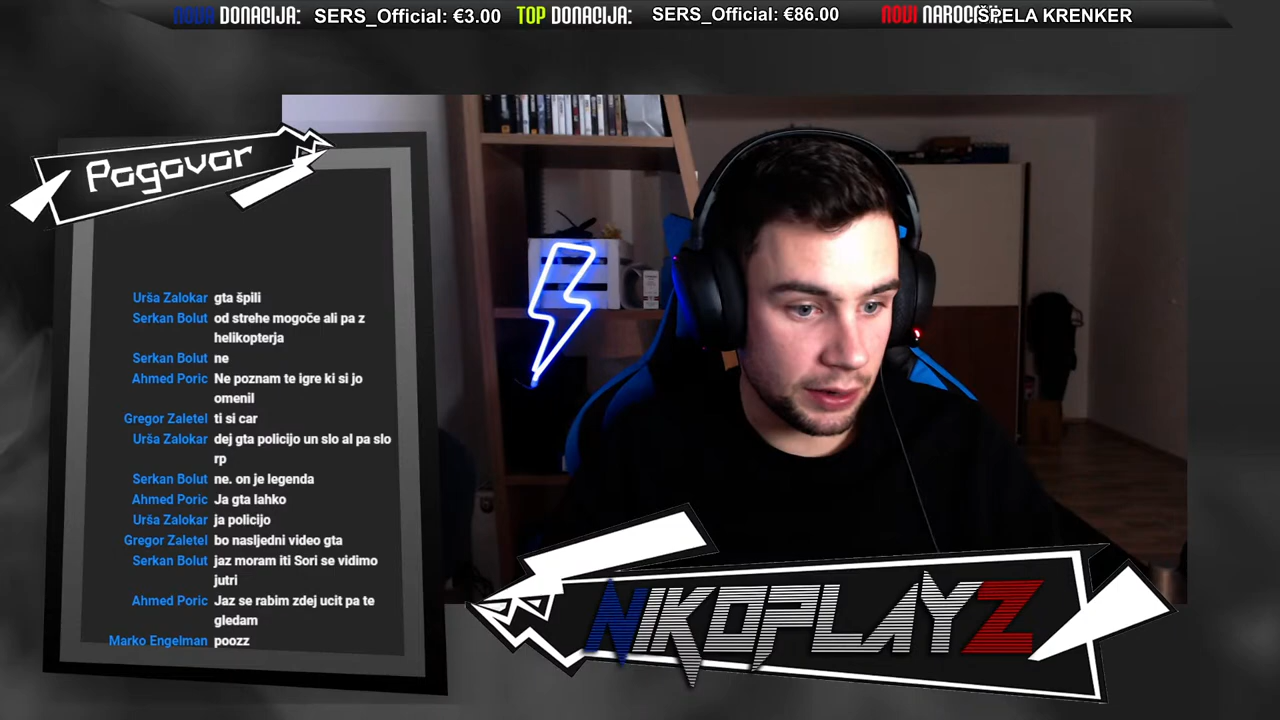 NOVA DONACIJA: SERS_Official: €3.00 TOP DONACIJA: SERS_Official: €86.00 NOVI ŠPELA KRENKER
Pogovor
Urša Zalokar gta špili
Serkan Bolut od strehe mogoče ali pa z
helikopterja
Serkan Bolut ne
Ahmed Poric Ne poznam te igre ki si jo
omenil
Gregor Zaletel ti si car
Urša Zalokar dej gta policijo un slo al pa slo
rp
Serkan Bolut ne. on je legenda
Ahmed Poric Ja gta lahko
Urša Zalokar ja policijo
Gregor Zaletel bo nasljedni video gta
Serkan Bolut jaz moram iti Sori se vidimo
jutri
Ahmed Poric Jaz se rabim zdej ucit pa te
gledam
Marko Engelman poozz
NIKOPLAYZ